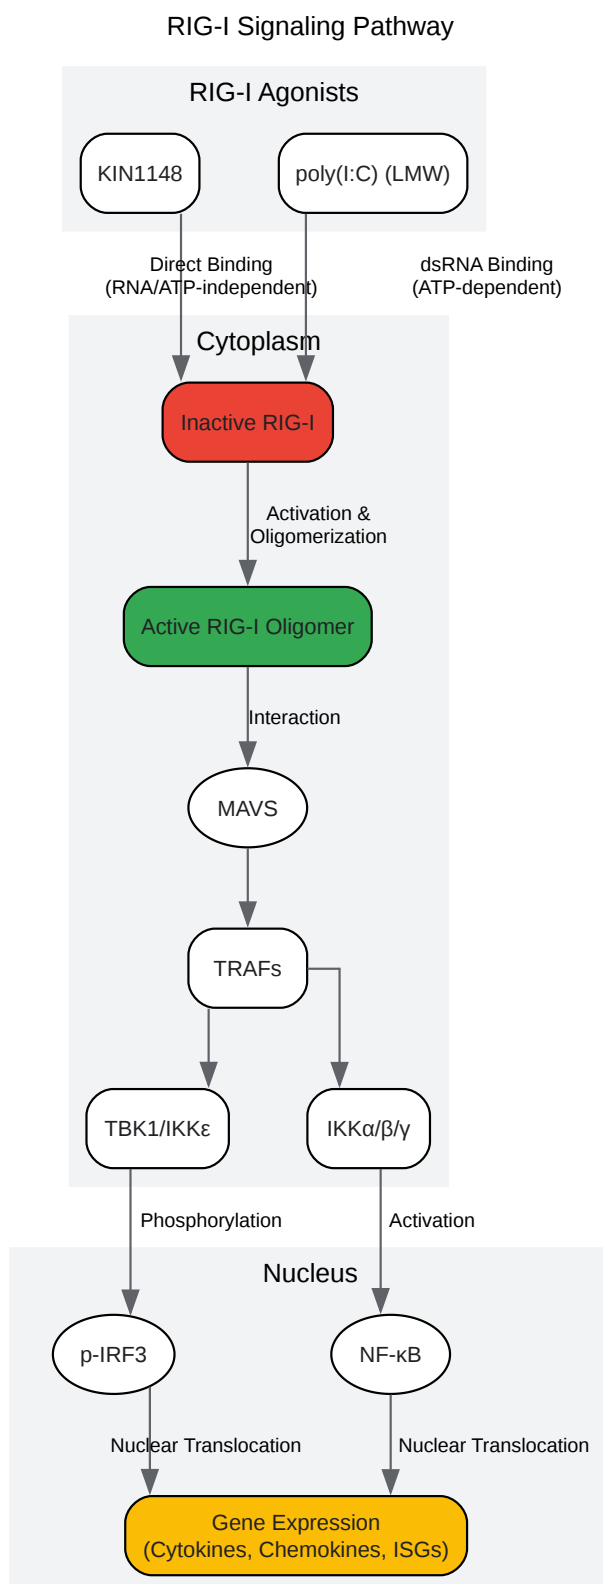 RIG-I Signaling Pathway
RIG-I Agonists
KIN1148
poly(I:C) (LMW)
Direct Binding
(RNA/ATP-independent)
dsRNA Binding
(ATP-dependent)
Cytoplasm
Inactive RIG-I
Activation &
Oligomerization
Active RIG-I Oligomer
Interaction
MAVS
TRAFs
TBK1/IKKε
IKKα/β/γ
Phosphorylation
Activation
Nucleus
p-IRF3
NF-κB
Nuclear Translocation
Nuclear Translocation
Gene Expression
(Cytokines, Chemokines, ISGs)